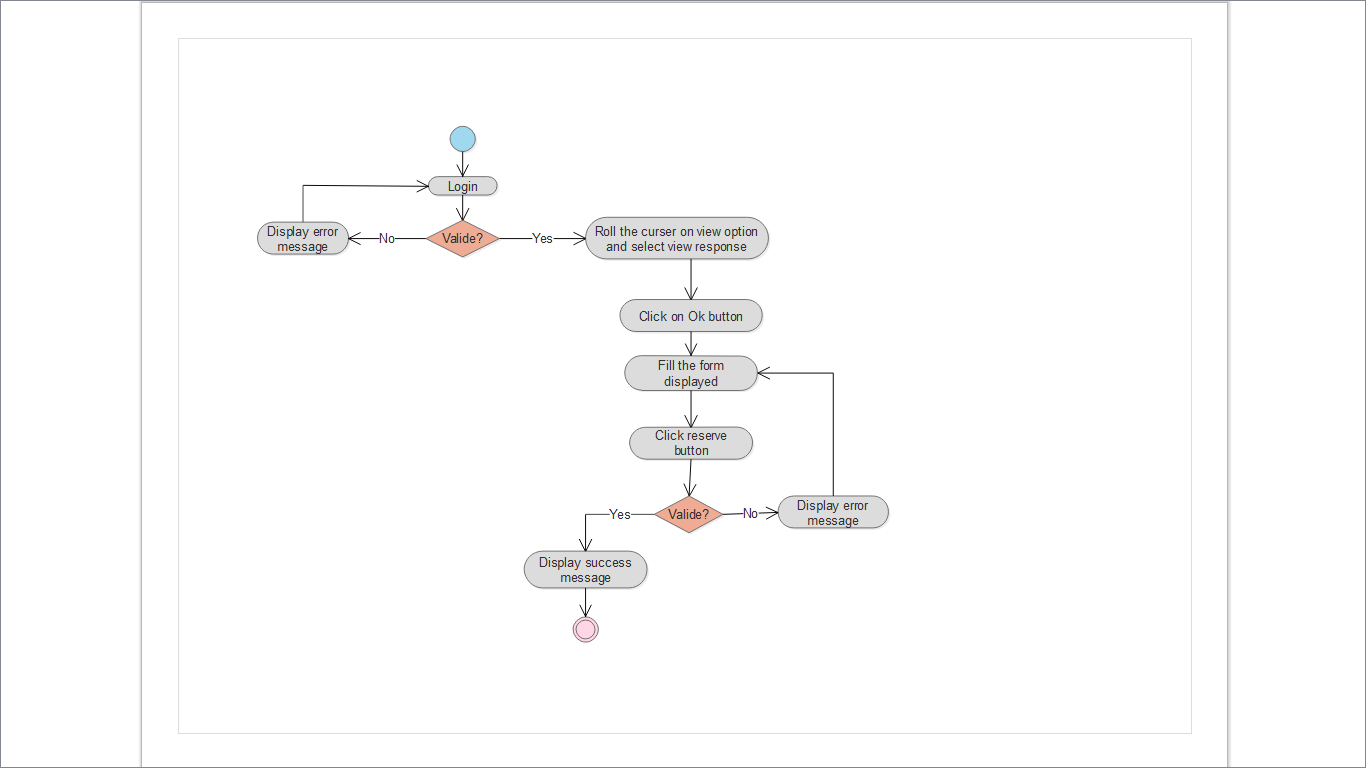 Login
Display error
message
No
Valide?
Yes
Roll the curser on view option
and select view response
Click on Ok button
Fill the form
displayed
Click reserve
button
Yes
Valide?
No
Display error
message
Display success
message